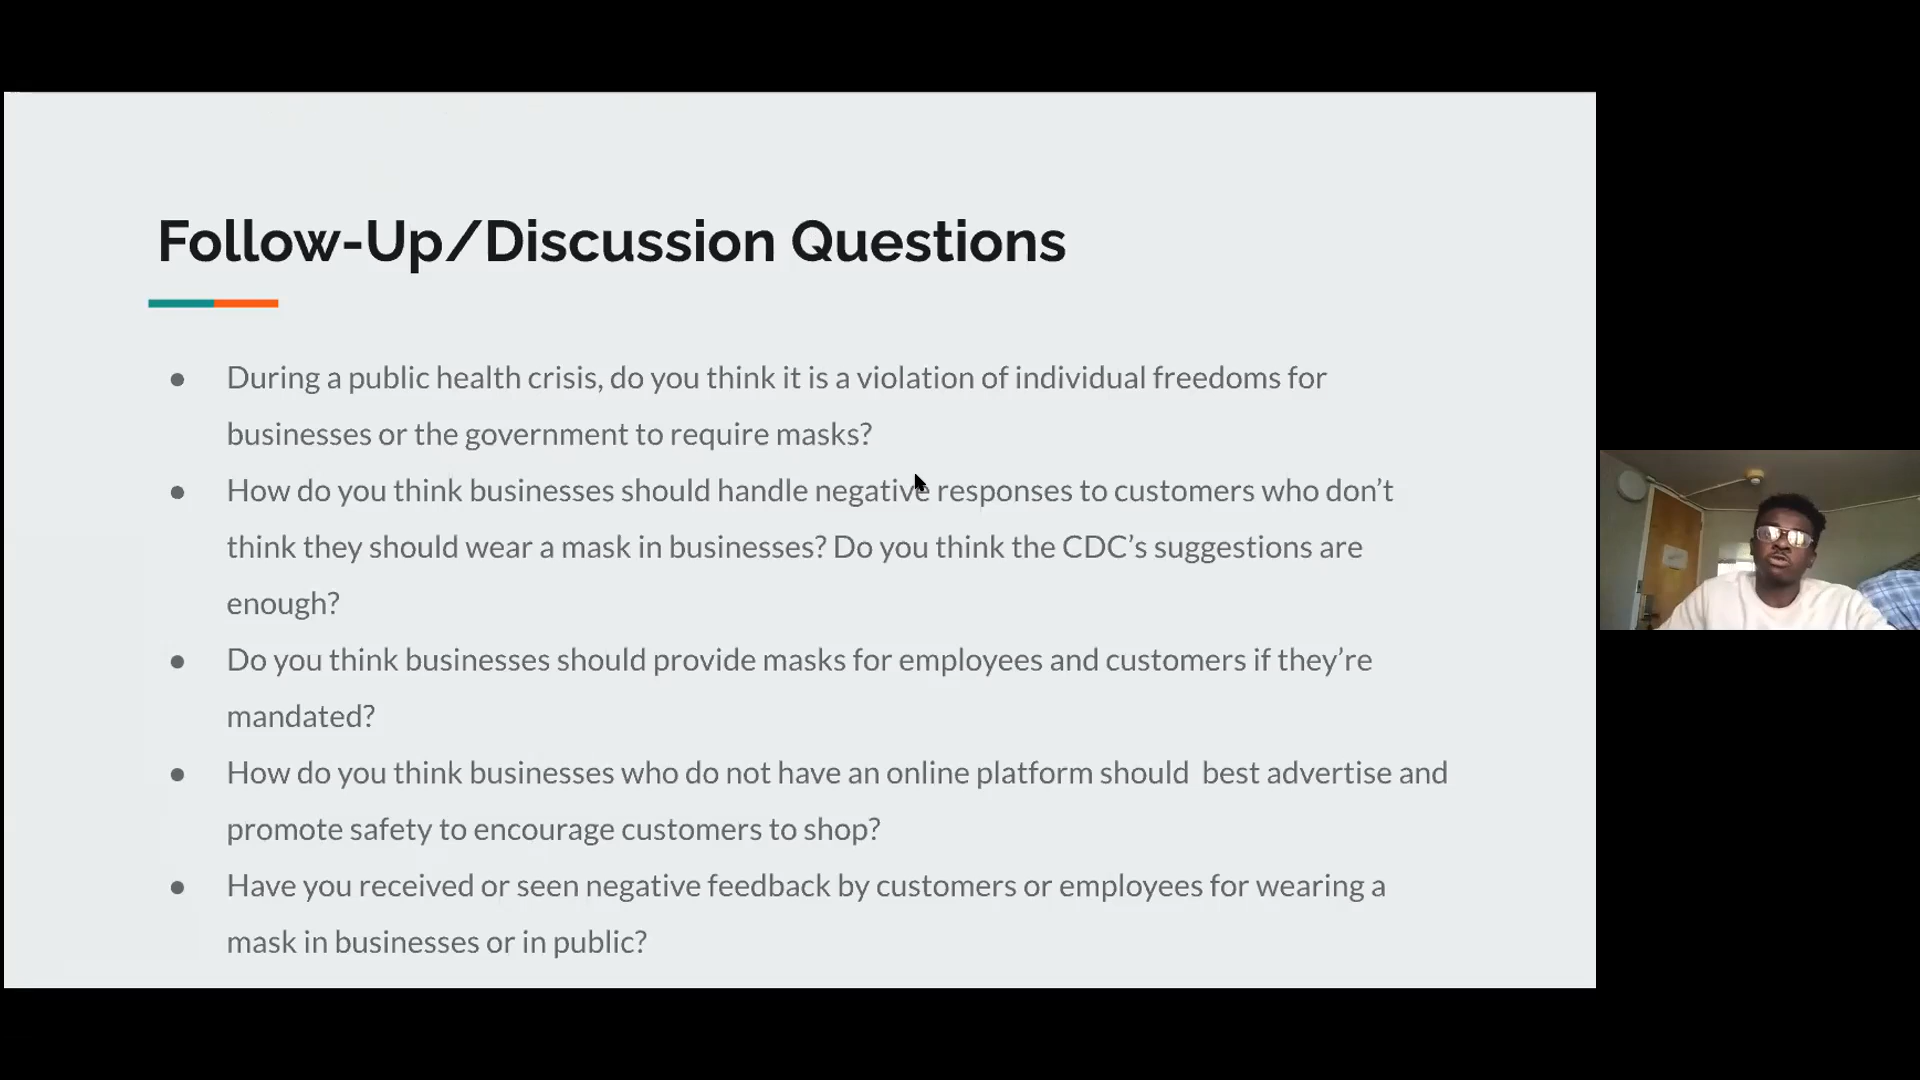 Follow-Up/Discussion Questions
● During a public health crisis, do you think it is a violation of individual freedoms for
businesses or the government to require masks?
● How do you think businesses should handle negative responses to customers who don’t
think they should wear a mask in businesses? Do you think the CDC’s suggestions are
enough?
● Do you think businesses should provide masks for employees and customers if they’re
mandated?
● How do you think businesses who do not have an online platform should  best advertise and
promote safety to encourage customers to shop?
● Have you received or seen negative feedback by customers or employees for wearing a
mask in businesses or in public?